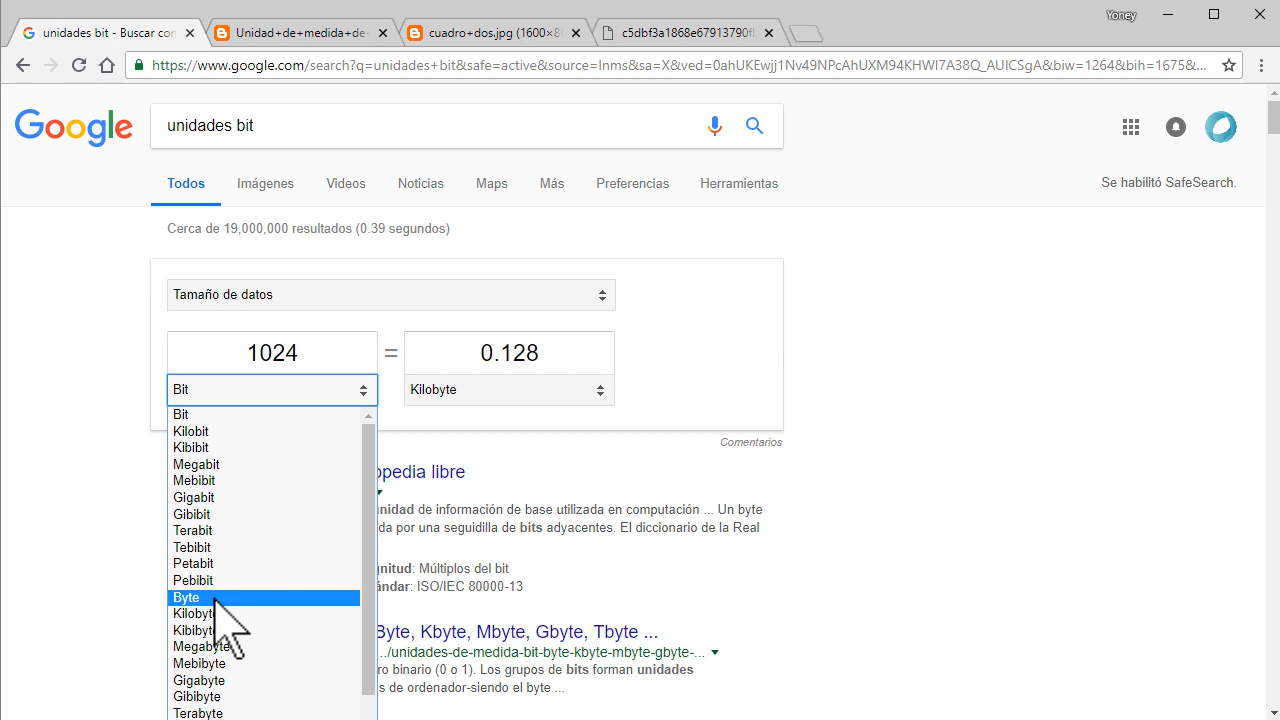 Yoney
unidades bit - Buscar con
Unidad+de+medida+de
cuadro+dos.jpg (1600×8
c5dbf3a1868e67913790f
https://www.google.com/search?q=unidades+bit&safe=active&source=lnms&sa=X&ved=0ahUKEwjj1Nv49NPcAhUXM94KHWI7A38Q_AUICSgA&biw=1264&bih=1675&...
Google
unidades bit
Todos
Imágenes
Videos
Noticias
Maps
Más
Preferencias
Herramientas
Se habilitó SafeSearch.
Cerca de 19,000,000 resultados (0.39 segundos)
Tamaño de datos
1024 = 0.128
Bit
Kilobyte
Bit
Kilobit
Kibibit
Megabit
Mebibit
Gigabit
Gibibit
Terabit
Tebibit
Petabit
Pebibit
Byte
Kilobyte
Kibibyte
Megabyte
Mebibyte
Gigabyte
Gibibyte
Terabyte
Comentarios
opedia libre
unidad de información de base utilizada en computación ... Un byte
da por una seguidilla de bits adyacentes. El diccionario de la Real
gnitud: Múltiplos del bit
ándar: ISO/IEC 80000-13
Byte, Kbyte, Mbyte, Gbyte, Tbyte ...
.../unidades-de-medida-bit-byte-kbyte-mbyte-gbyte-...
ro binario (0 o 1). Los grupos de bits forman unidades
s de ordenador-siendo el byte ...